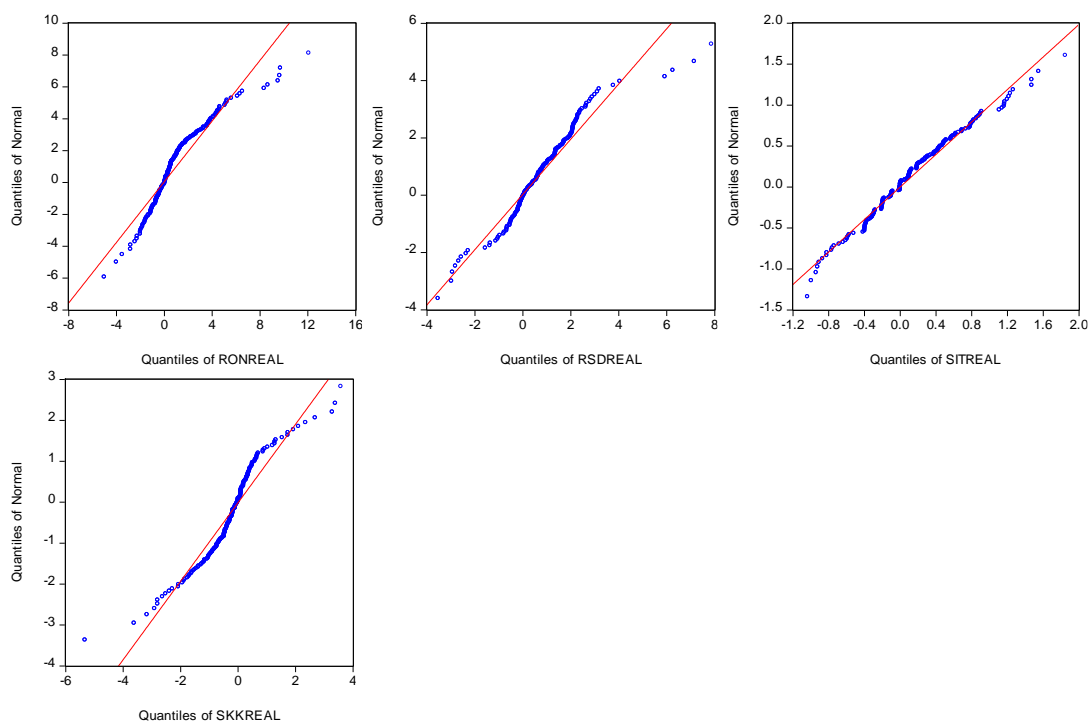 10
8
6
4
2
0
-2
-4
-6
-8
-8 -4 0 4 8 12 16
Quantiles of Normal
Quantiles of RONREAL
6
4
2
0
-2
-4
-4 -2 0 2 4 6 8
Quantiles of Normal
Quantiles of RSDREAL
2.0
1.5
1.0
0.5
0.0
-0.5
-1.0
-1.5
-1.2 -0.8 -0.4 0.0 0.4 0.8 1.2 1.6 2.0
Quantiles of Normal
Quantiles of SITREAL
3
2
1
0
-1
-2
-3
-4
-6 -4 -2 0 2 4
Quantiles of Normal
Quantiles of SKKREAL